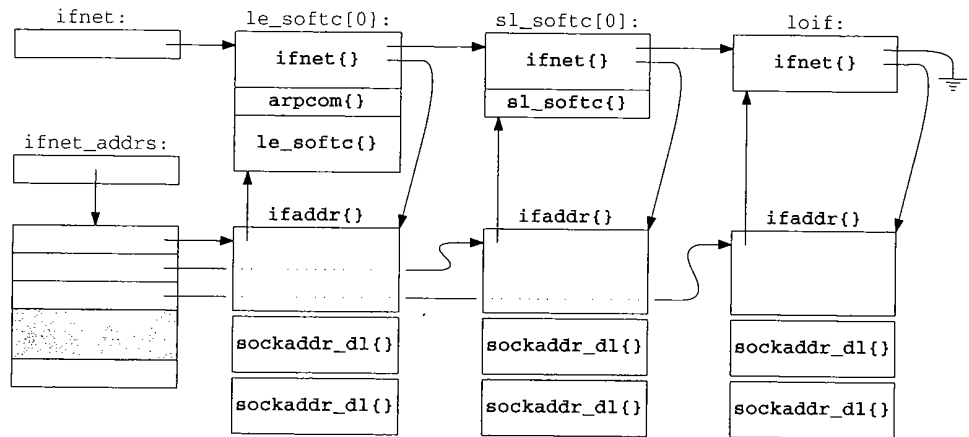 ifnet:
le_softc[0]:
sl_softc[0]:
loif:
ifnet{}
ifnet{}
ifnet{}
arpcom{}
sl_softc{}
le_softc{}
ifnet_addrs:
ifaddr{}
ifaddr{}
ifaddr{}
sockaddr_dl{}
sockaddr_dl{}
sockaddr_dl{}
sockaddr_dl{}
sockaddr_dl{}
sockaddr_dl{}